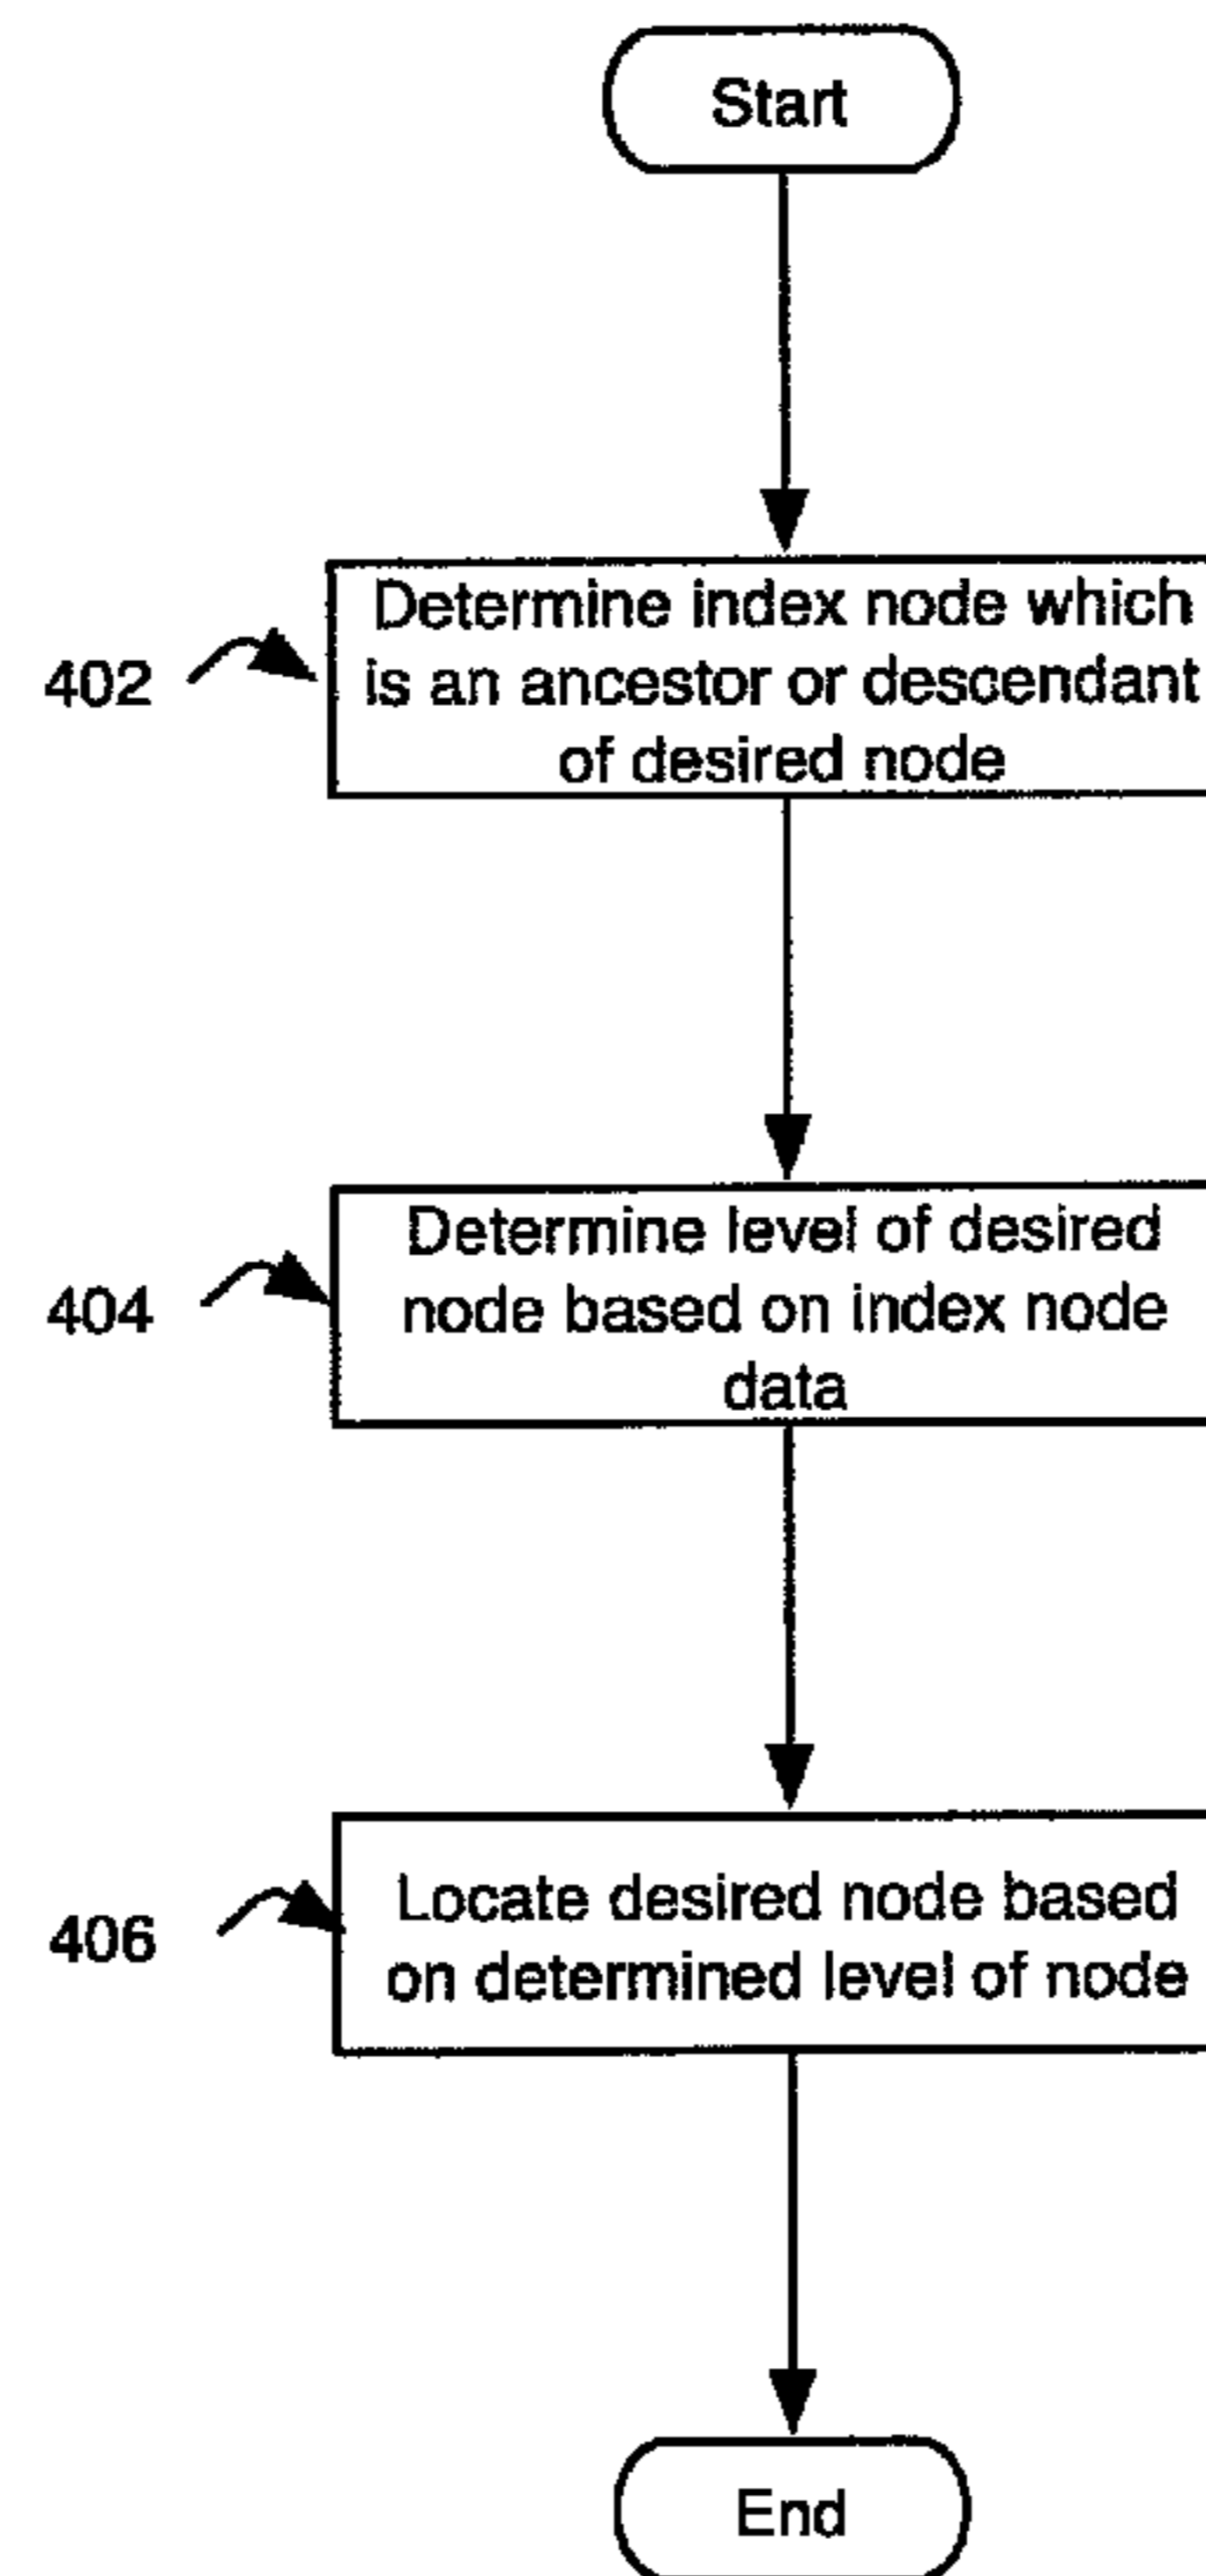 Start
402
Determine index node which
is an ancestor or descendant
of desired node
404
Determine level of desired
node based on index node
data
406
Locate desired node based
on determined level of node
End